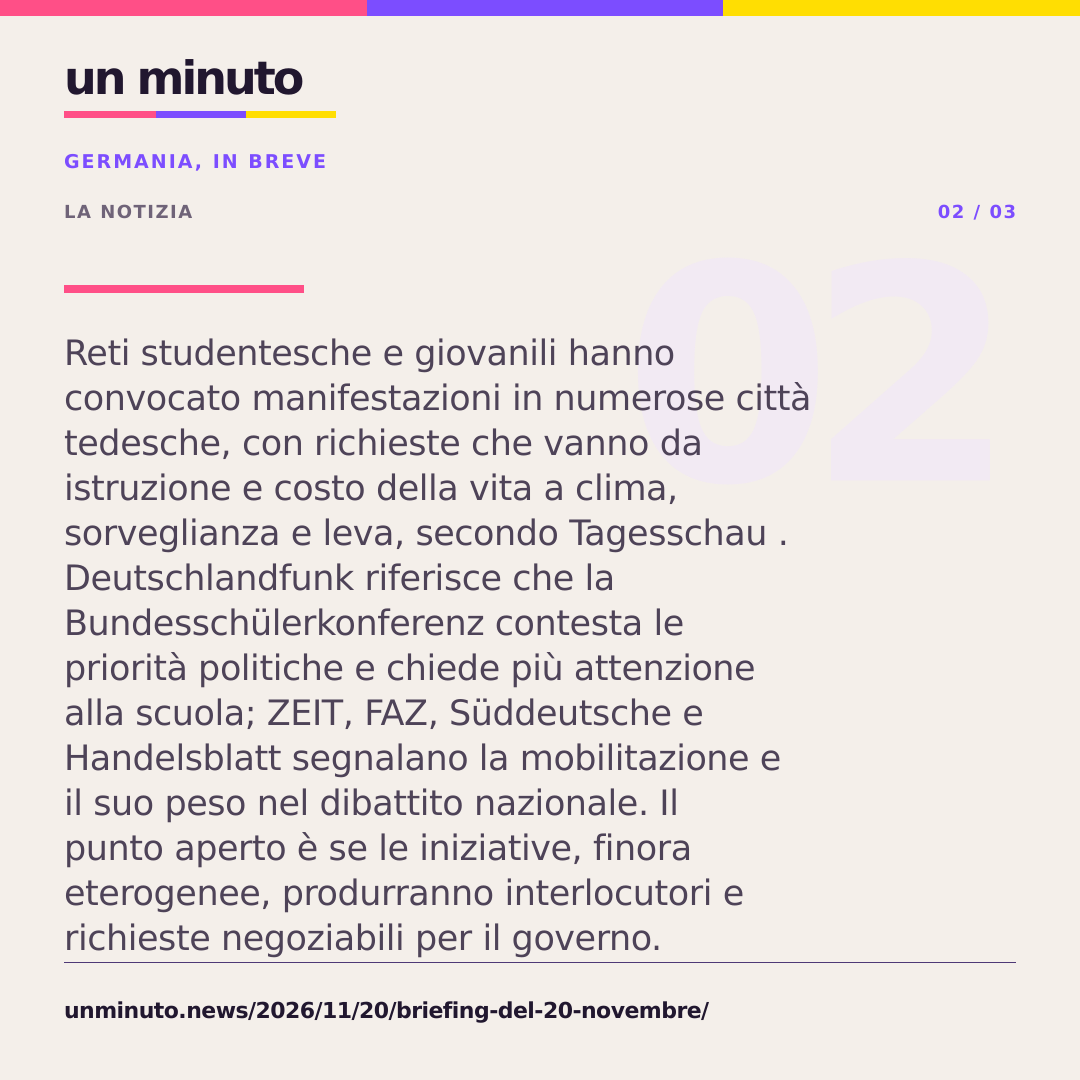 un minuto
GERMANIA, IN BREVE
LA NOTIZIA
02 / 03
02
Reti studentesche e giovanili hanno
convocato manifestazioni in numerose città
tedesche, con richieste che vanno da
istruzione e costo della vita a clima,
sorveglianza e leva, secondo Tagesschau .
Deutschlandfunk riferisce che la
Bundesschülerkonferenz contesta le
priorità politiche e chiede più attenzione
alla scuola; ZEIT, FAZ, Süddeutsche e
Handelsblatt segnalano la mobilitazione e
il suo peso nel dibattito nazionale. Il
punto aperto è se le iniziative, finora
eterogenee, produrranno interlocutori e
richieste negoziabili per il governo.
unminuto.news/2026/11/20/briefing-del-20-novembre/